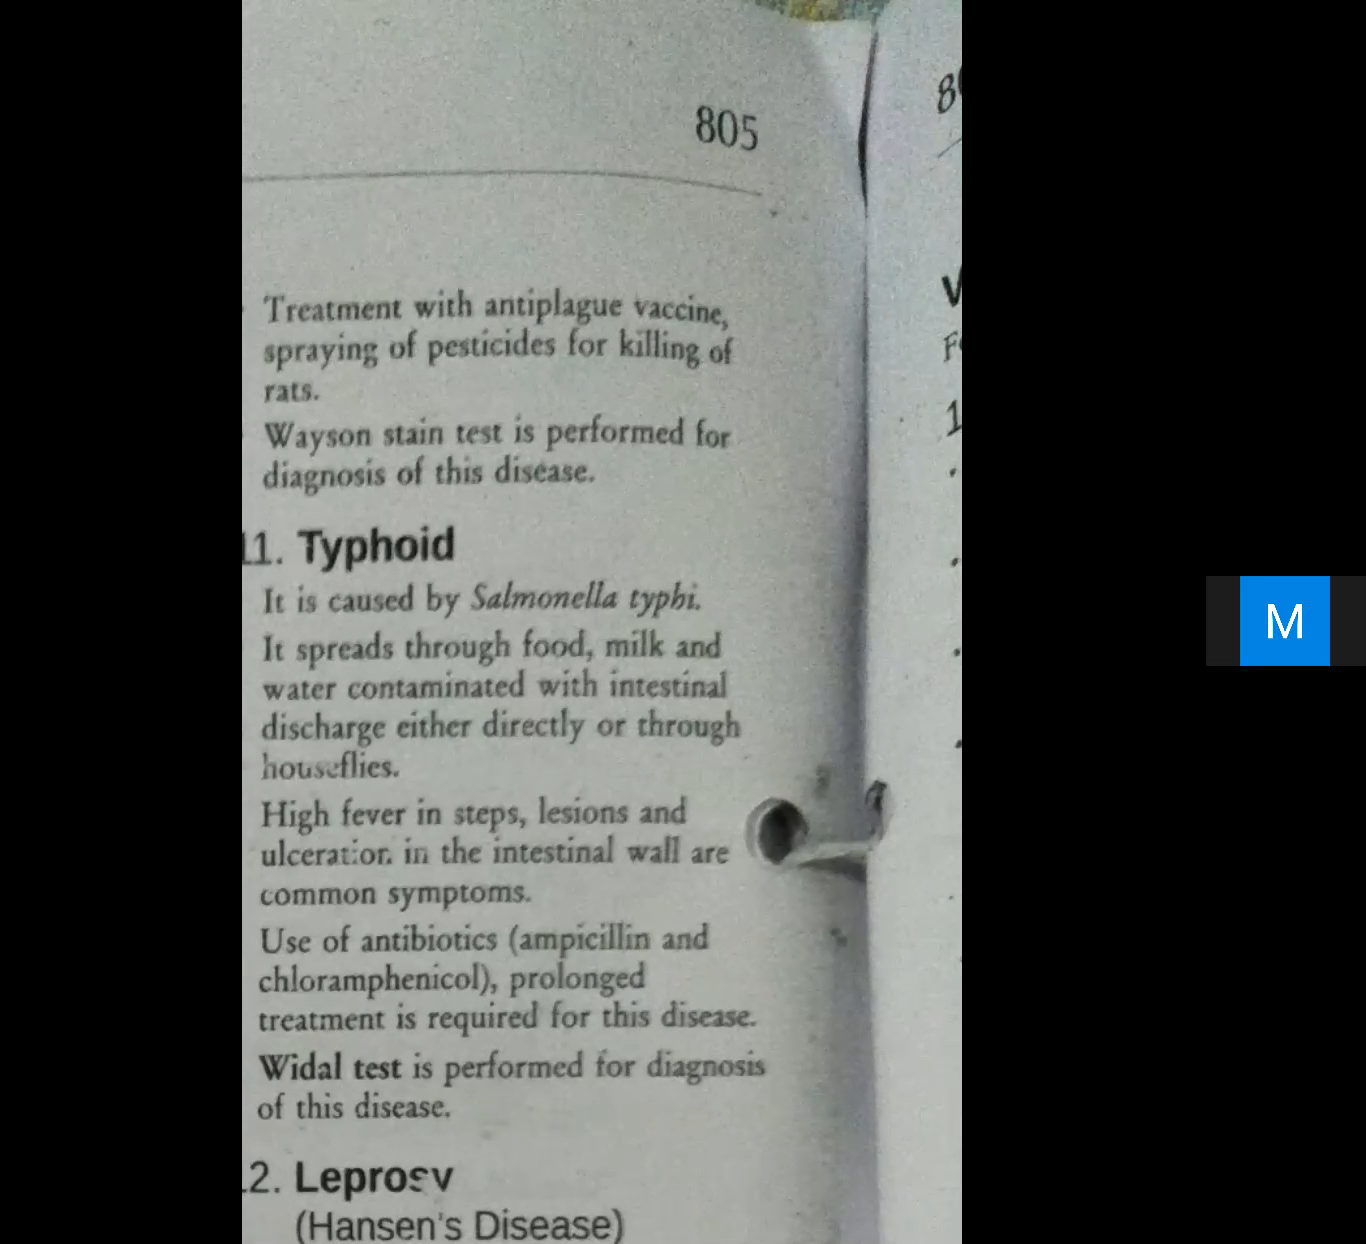 805
Treatment with antiplague vaccine,
spraying of pesticides for killing of
rats.
Wayson stain test is performed for
diagnosis of this disease.
11. Typhoid
It is caused by Salmonella typhi.
It spreads through food, milk and
water contaminated with intestinal
discharge either directly or through
houseflies.
High fever in steps, lesions and
ulceration in the intestinal wall are
common symptoms.
Use of antibiotics (ampicillin and
chloramphenicol), prolonged
treatment is required for this disease.
Widal test is performed for diagnosis
of this disease.
12. Leprosy
(Hansen's Disease)
M